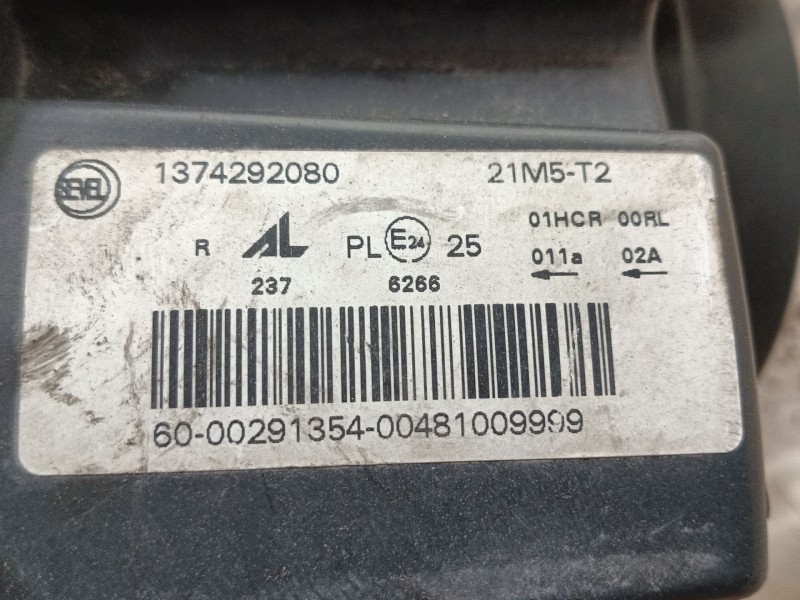 SEVEL
1374292080 21M5-T2
R AL PL E24 25 01HCR 00RL
237 6266 011a 02A
60-00291354-00481009999